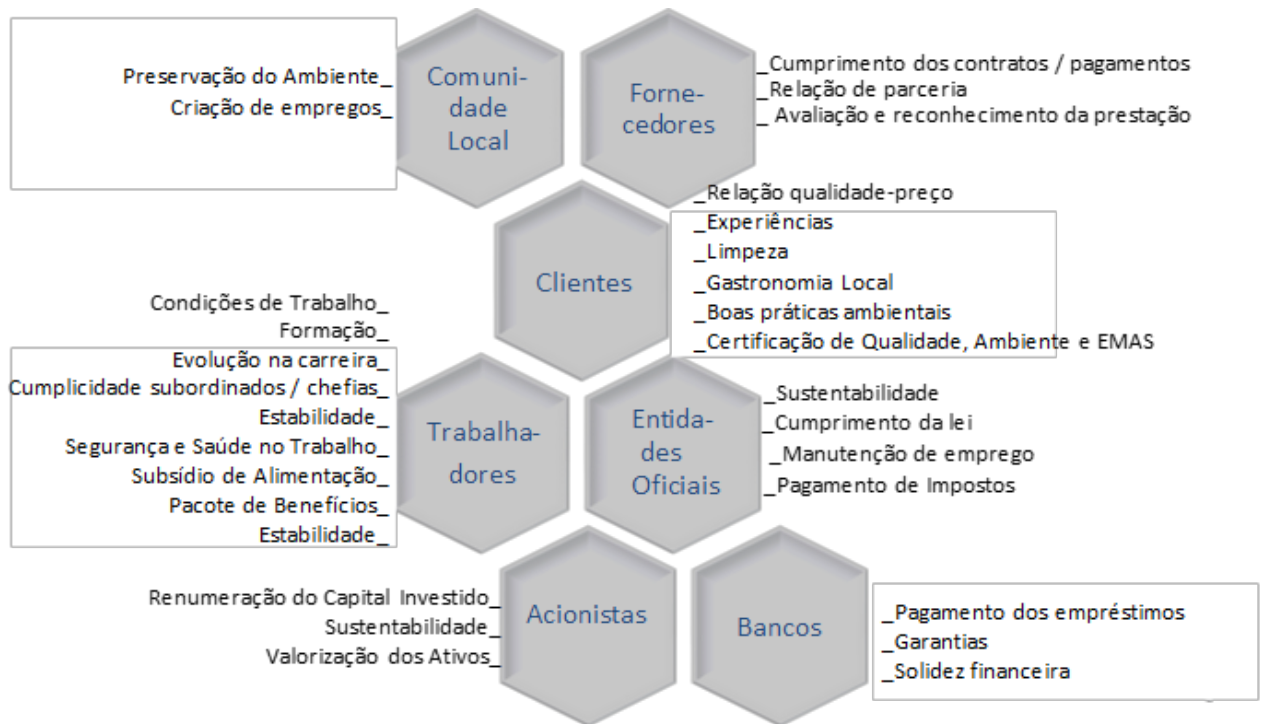 Comuni-
dade
Local
Preservação do Ambiente_
Criação de empregos_
Forne-
cedores
_Cumprimento dos contratos / pagamentos
_Relação de parceria
_ Avaliação e reconhecimento da prestação
Clientes
_Relação qualidade-preço
_Experiências
_Limpeza
_Gastronomia Local
_Boas práticas ambientais
_Certificação de Qualidade, Ambiente e EMAS
Condições de Trabalho_
Formação_
Evolução na carreira_
Cumplicidade subordinados / chefias_
Estabilidade_
Segurança e Saúde no Trabalho_
Subsídio de Alimentação_
Pacote de Benefícios_
Estabilidade_
Trabalha-
dores
Entida-
des
Oficiais
_Sustentabilidade
_Cumprimento da lei
_Manutenção de emprego
_Pagamento de Impostos
Renumeração do Capital Investido_
Sustentabilidade_
Valorização dos Ativos_
Acionistas
Bancos
_Pagamento dos empréstimos
_Garantias
_Solidez financeira